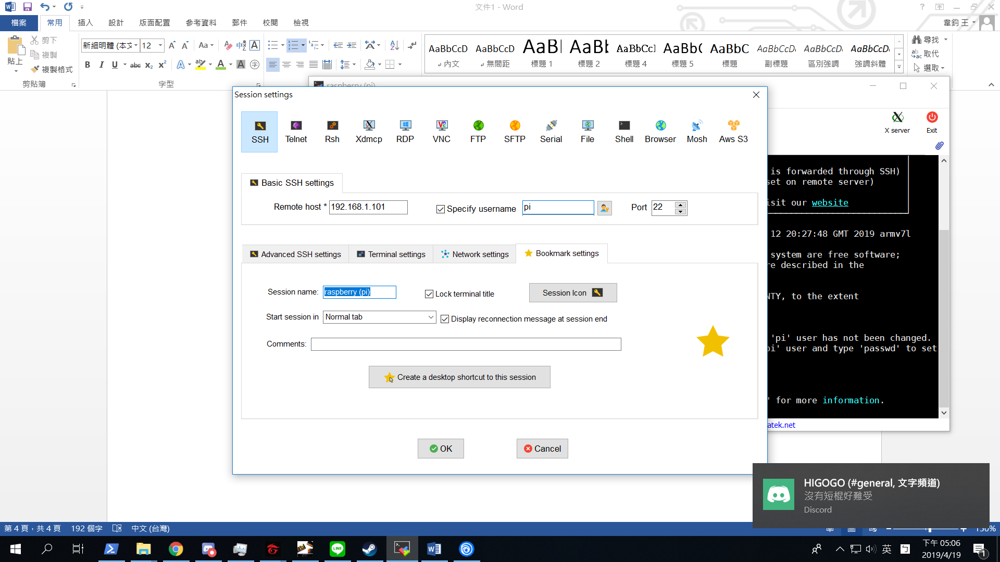 文件1 - Word
?
檔案
常用
插入
設計
版面配置
參考資料
郵件
校閱
檢視
韋鈞 王
貼上
剪下
複製
複製格式
剪貼簿
新細明體 (本文
12
Aa
B I U abc X₂ X²
字型
AaBbCcD
內文
AaBbCcD
無間距
標題 1
標題 2
AaBbCc
標題 4
標題 5
AaBbC
標題
AaBbCcD
副標題
AaBbCcD
區別強調
AaBbCcD
強調斜體
尋找
取代
選取
raspberry (pi)
Session settings
SSH
Telnet
Rsh
Xdmcp
RDP
VNC
FTP
SFTP
Serial
File
Shell
Browser
Mosh
Aws S3
X server
Exit
Basic SSH settings
Remote host * 192.168.1.101
Specify username pi
Port 22
Advanced SSH settings
Terminal settings
Network settings
Bookmark settings
Session name: raspberry (pi)
Lock terminal title
Session Icon
Start session in Normal tab
Display reconnection message at session end
Comments:
Create a desktop shortcut to this session
OK
Cancel
is forwarded through SSH)
set on remote server)
isit our website
12 20:27:48 GMT 2019 armv7l
system are free software;
re described in the
NTY, to the extent
'pi' user has not been changed.
pi' user and type 'passwd' to set
' for more information.
atek.net
HIGOGO (#general, 文字頻道)
沒有短棍好難受
Discord
第 4 頁，共 4 頁
192 個字
中文 (台灣)
150%
LINE
英
下午 05:06
2019/4/19
1